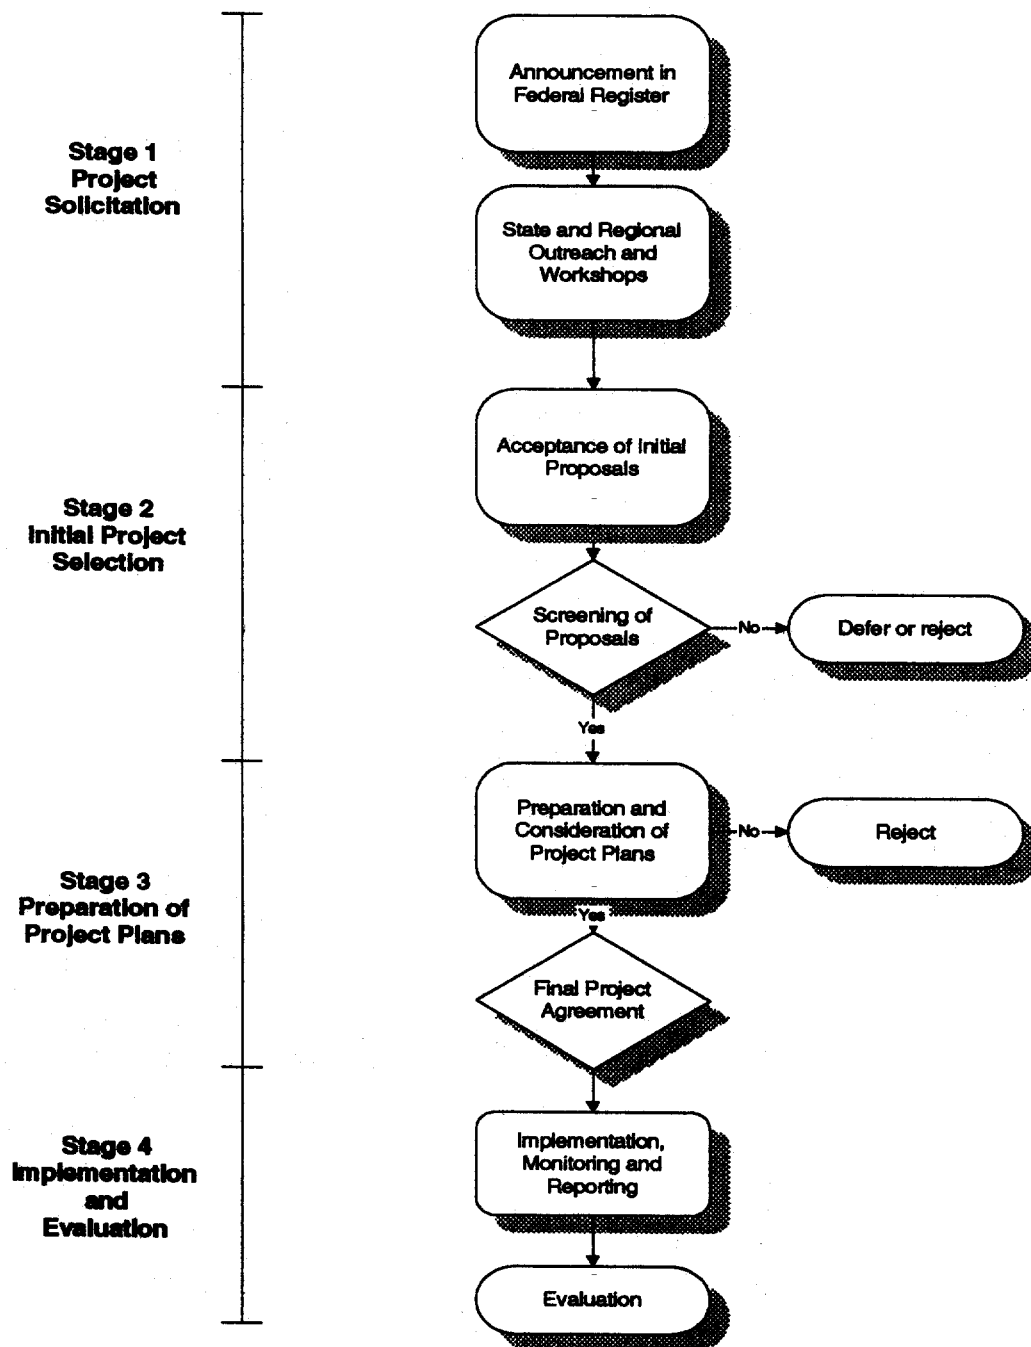 Announcement in
Federal Register
Stage 1
Project
Solicitation
State and Regional
Outreach and
Workshops
Acceptance of Initial
Proposals
Stage 2
Initial Project
Selection
Screening of
Proposals
No
Defer or reject
Yes
Preparation and
Consideration of
Project Plans
No
Reject
Stage 3
Preparation of
Project Plans
Yes
Final Project
Agreement
Stage 4
Implementation
and
Evaluation
Implementation,
Monitoring and
Reporting
Evaluation